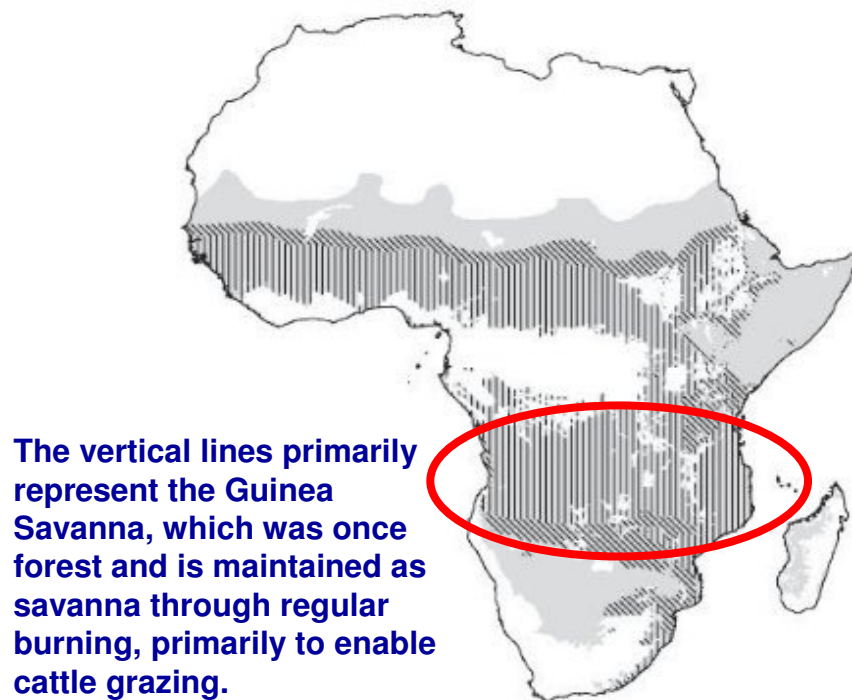 The vertical lines primarily
represent the Guinea
Savanna, which was once
forest and is maintained as
savanna through regular
burning, primarily to enable
cattle grazing.